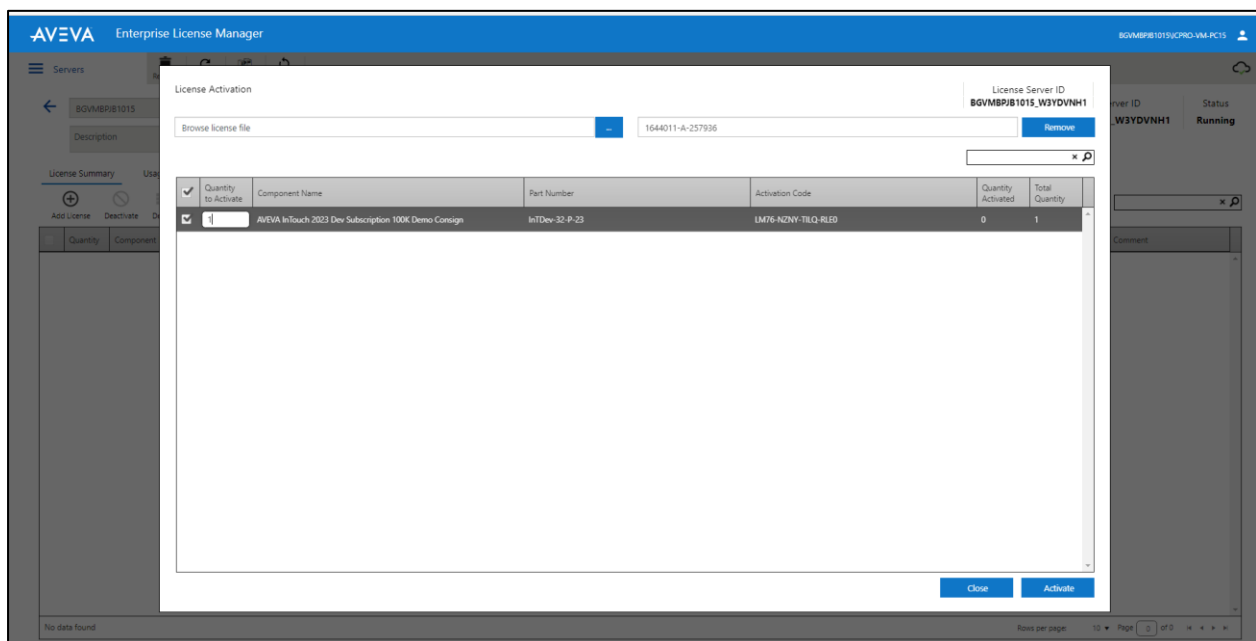 AVEVA Enterprise License Manager
BGVMBPJB1015\ICPRO-VM-PC15
Servers
License Activation
License Server ID
BGVMBPJB1015_W3YDVNH1
Browse license file
...
1644011-A-257936
Remove
BGVMBPJB1015
Description
rver ID
_W3YDVNH1
Status
Running
License Summary
Usa
Add License Deactivate De
Quantity Component
Comment
Quantity to Activate Component Name Part Number Activation Code Quantity Activated Total Quantity
1 AVEVA InTouch 2023 Dev Subscription 100K Demo Consign InTDev-32-P-23 LM76-NZNY-TILQ-RLE0 0 1
Close Activate
No data found
Rows per page: 10 Page 0 of 0